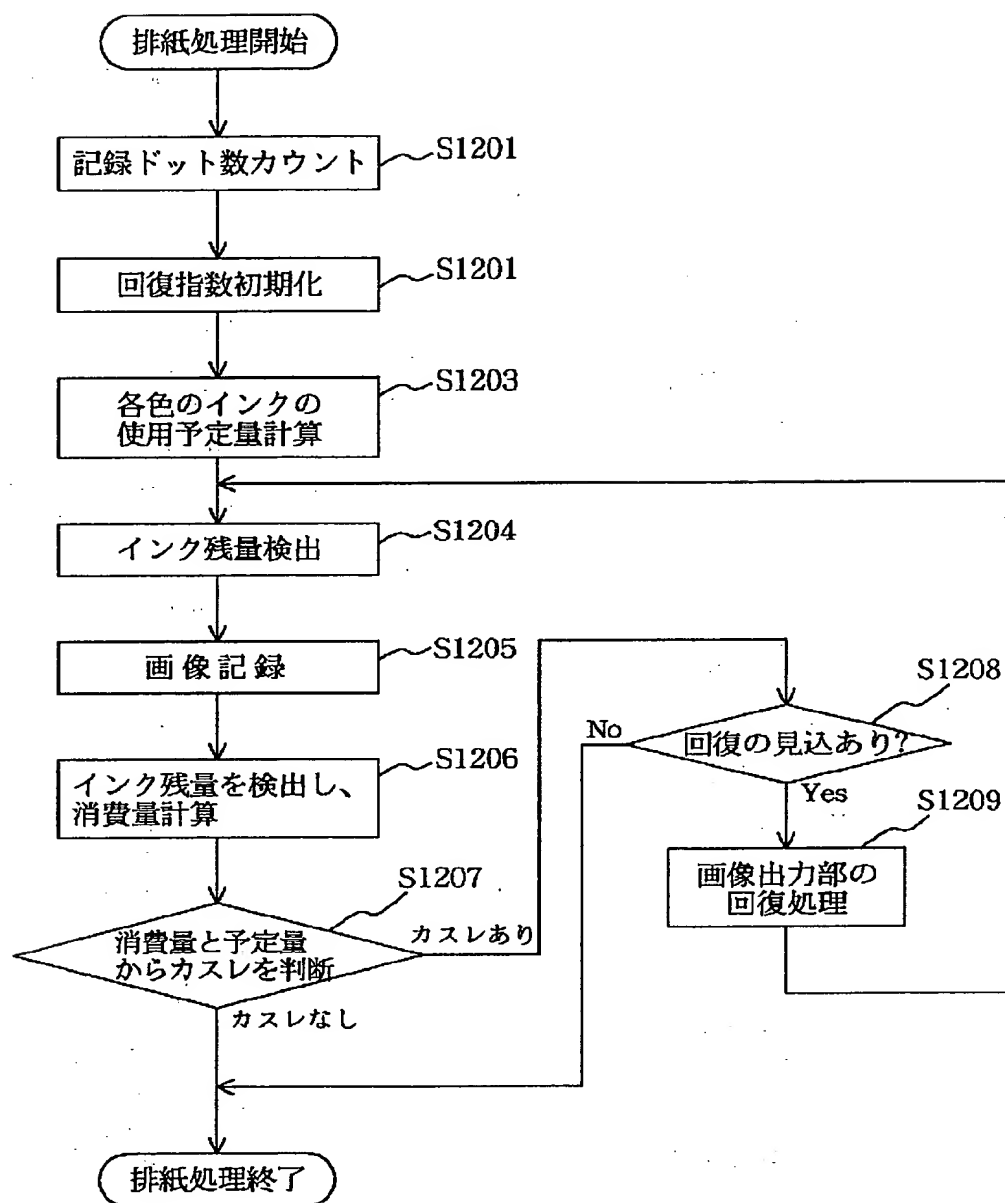 排紙処理開始
記録ドット数カウント
S1201
回復指数初期化
S1201
各色のインクの
使用予定量計算
S1203
インク残量検出
S1204
画像記録
S1205
インク残量を検出し、
消費量計算
S1206
消費量と予定量
からカスレを判断
S1207
カスレあり
カスレなし
回復の見込あり?
S1208
No
Yes
画像出力部の
回復処理
S1209
排紙処理終了